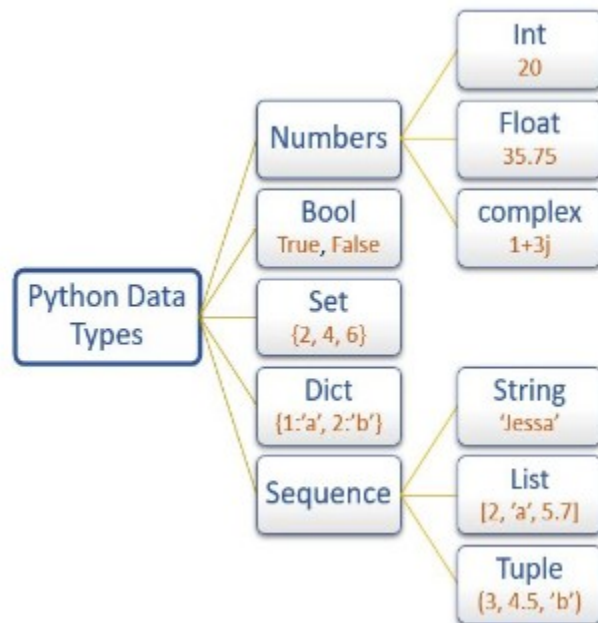 Python Data
Types
Numbers
Int
20
Float
35.75
complex
1+3j
Bool
True, False
Set
{2, 4, 6}
Dict
{1:'a', 2:'b'}
Sequence
String
'Jessa'
List
[2, 'a', 5.7]
Tuple
(3, 4.5, 'b')